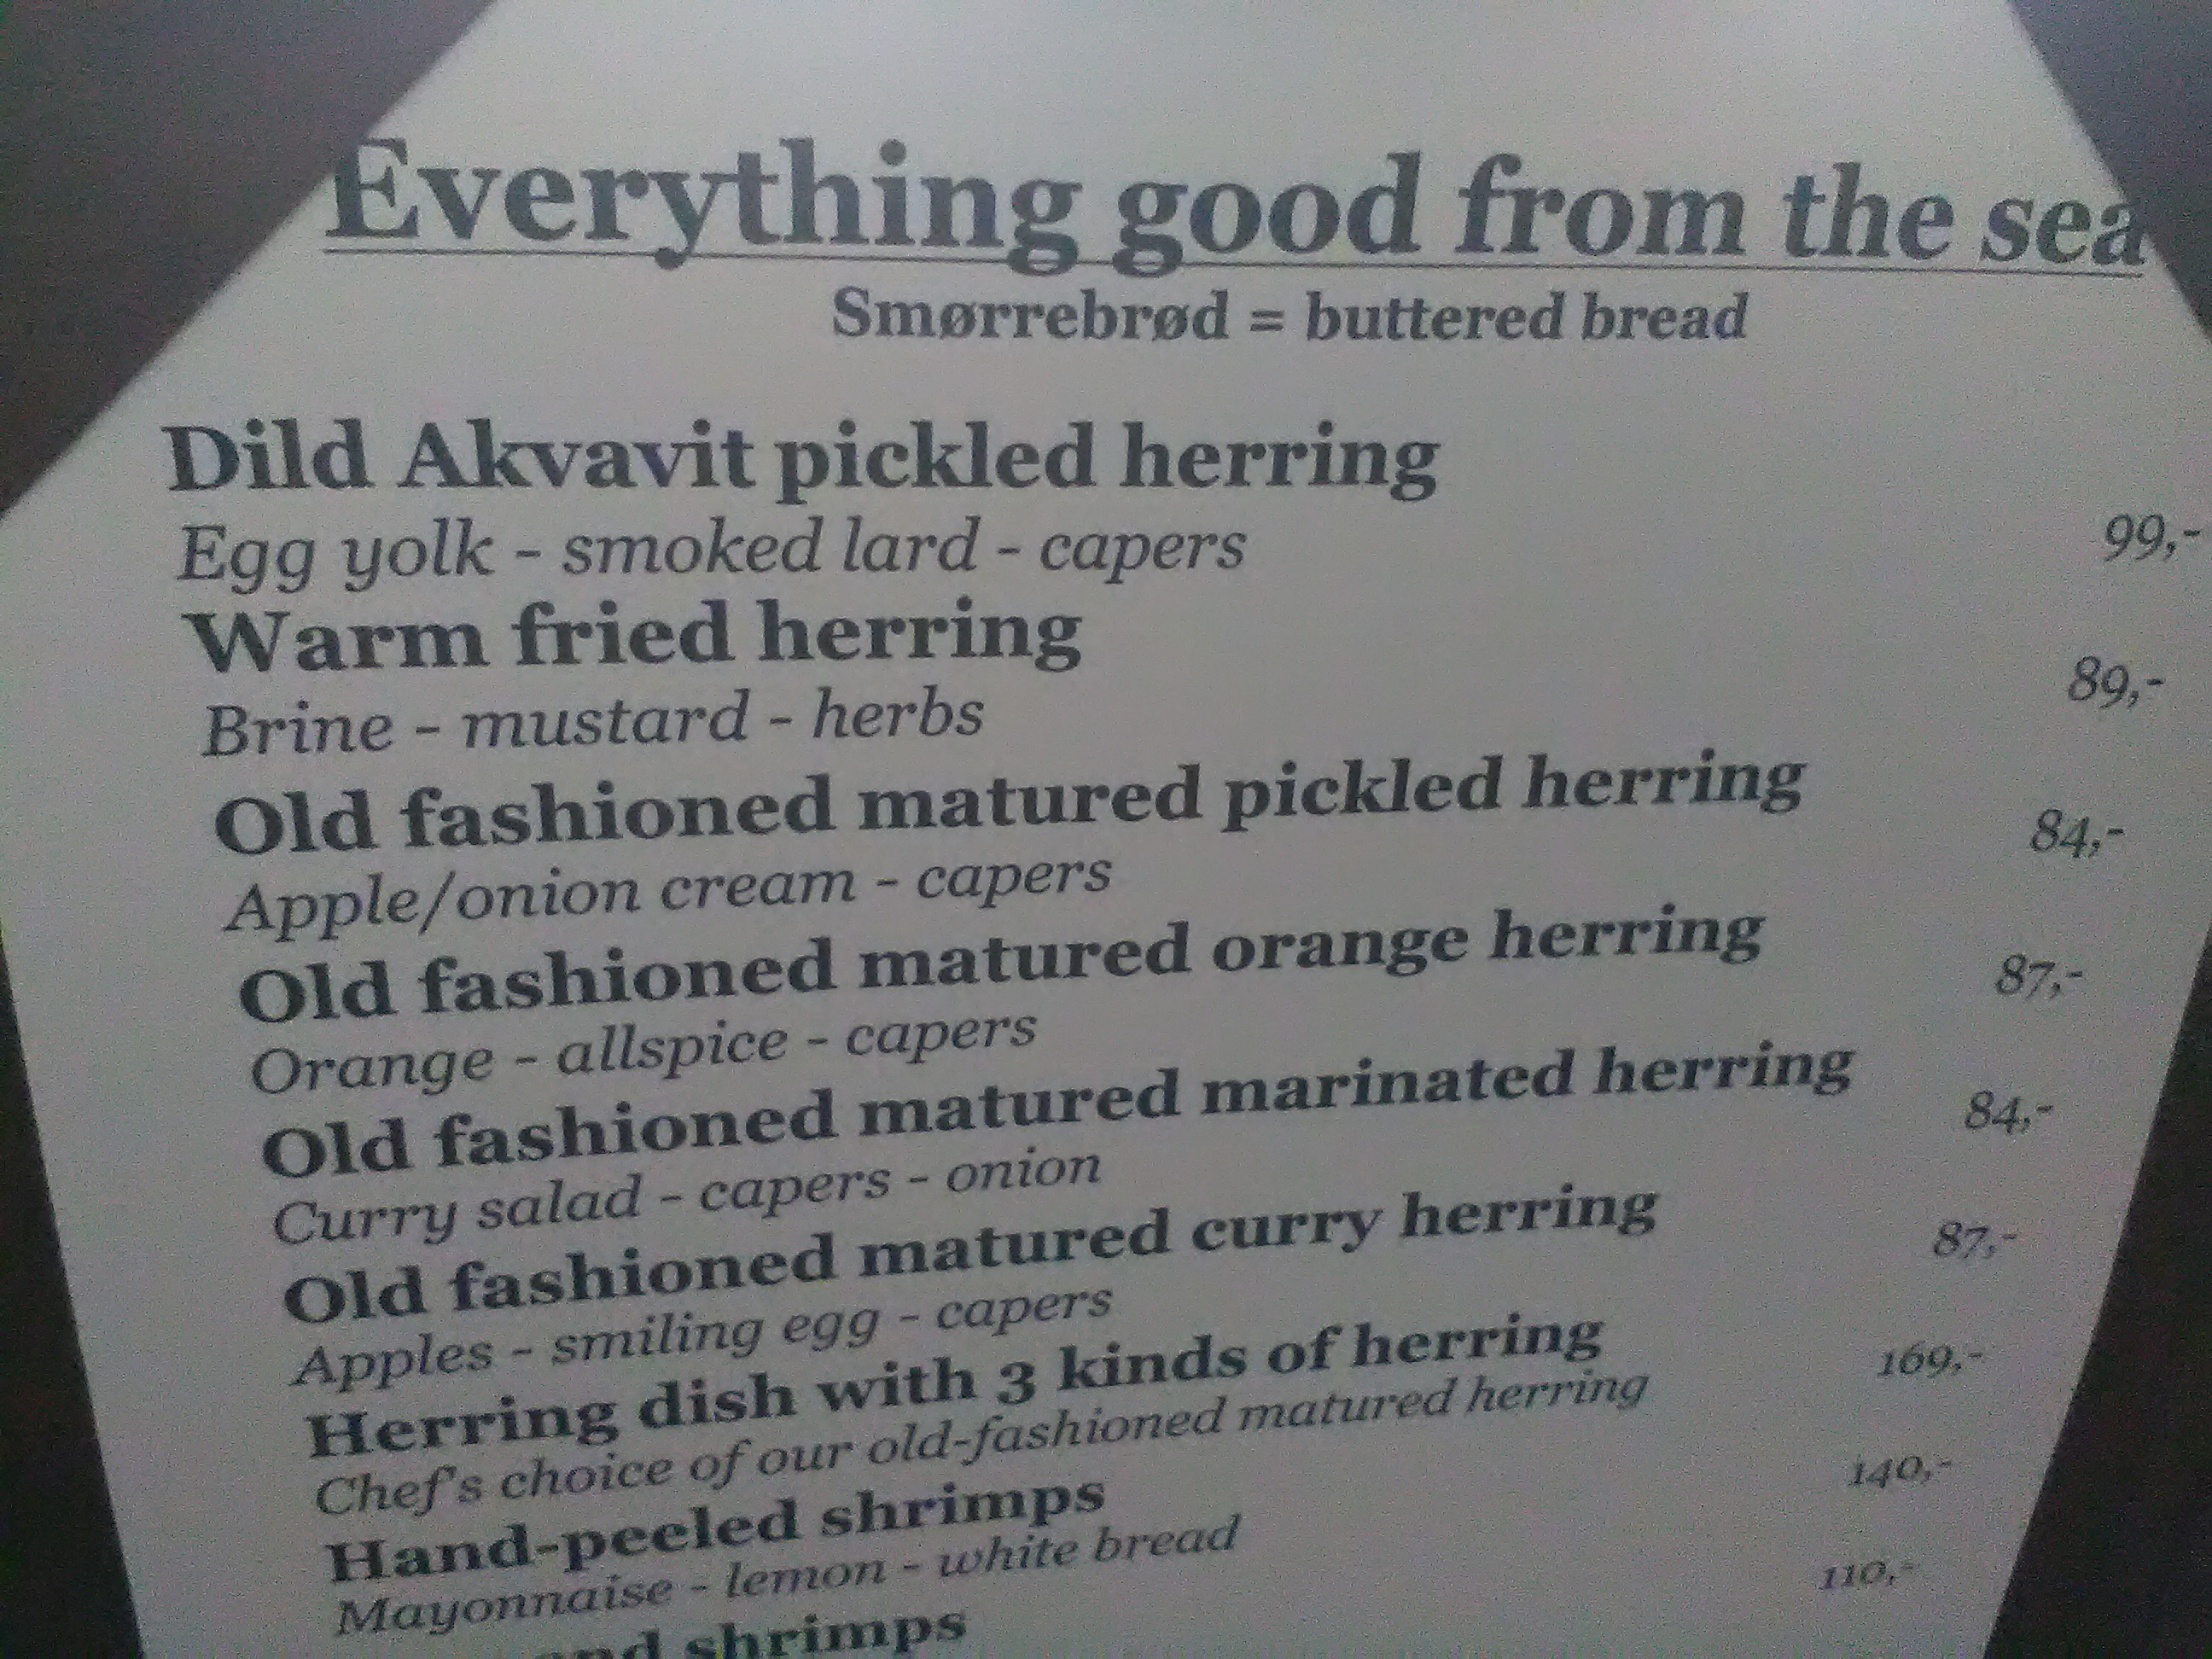 Everything good from the sea
Smørrebrød = buttered bread
Dild Akvavit pickled herring
Egg yolk - smoked lard - capers 99,-
Warm fried herring
Brine - mustard - herbs 89,-
Old fashioned matured pickled herring
Apple/onion cream - capers 84,-
Old fashioned matured orange herring
Orange - allspice - capers 87,-
Old fashioned matured marinated herring
Curry salad - capers - onion 84,-
Old fashioned matured curry herring
Apples - smiling egg - capers 87,-
Herring dish with 3 kinds of herring
Chef's choice of our old-fashioned matured herring 169,-
Hand-peeled shrimps
Mayonnaise - lemon - white bread 140,-
shrimps 110,-